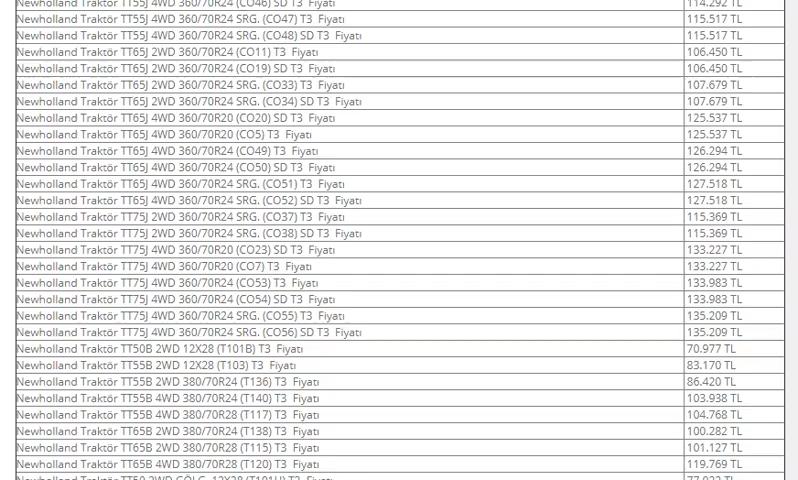 Newholland Traktör TT55J 4WD 360/70R24 (CO46) SD T3 Fiyatı 114.292 TL
Newholland Traktör TT55J 4WD 360/70R24 SRG. (CO47) T3 Fiyatı 115.517 TL
Newholland Traktör TT55J 4WD 360/70R24 SRG. (CO48) SD T3 Fiyatı 115.517 TL
Newholland Traktör TT65J 2WD 360/70R24 (CO11) T3 Fiyatı 106.450 TL
Newholland Traktör TT65J 2WD 360/70R24 (CO19) SD T3 Fiyatı 106.450 TL
Newholland Traktör TT65J 2WD 360/70R24 SRG. (CO33) T3 Fiyatı 107.679 TL
Newholland Traktör TT65J 2WD 360/70R24 SRG. (CO34) SD T3 Fiyatı 107.679 TL
Newholland Traktör TT65J 4WD 360/70R20 (CO20) SD T3 Fiyatı 125.537 TL
Newholland Traktör TT65J 4WD 360/70R20 (CO5) T3 Fiyatı 125.537 TL
Newholland Traktör TT65J 4WD 360/70R24 (CO49) T3 Fiyatı 126.294 TL
Newholland Traktör TT65J 4WD 360/70R24 (CO50) SD T3 Fiyatı 126.294 TL
Newholland Traktör TT65J 4WD 360/70R24 SRG. (CO51) T3 Fiyatı 127.518 TL
Newholland Traktör TT65J 4WD 360/70R24 SRG. (CO52) SD T3 Fiyatı 127.518 TL
Newholland Traktör TT75J 2WD 360/70R24 SRG. (CO37) T3 Fiyatı 115.369 TL
Newholland Traktör TT75J 2WD 360/70R24 SRG. (CO38) SD T3 Fiyatı 115.369 TL
Newholland Traktör TT75J 4WD 360/70R20 (CO23) SD T3 Fiyatı 133.227 TL
Newholland Traktör TT75J 4WD 360/70R20 (CO7) T3 Fiyatı 133.227 TL
Newholland Traktör TT75J 4WD 360/70R24 (CO53) T3 Fiyatı 133.983 TL
Newholland Traktör TT75J 4WD 360/70R24 (CO54) SD T3 Fiyatı 133.983 TL
Newholland Traktör TT75J 4WD 360/70R24 SRG. (CO55) T3 Fiyatı 135.209 TL
Newholland Traktör TT75J 4WD 360/70R24 SRG. (CO56) SD T3 Fiyatı 135.209 TL
Newholland Traktör TT50B 2WD 12X28 (T101B) T3 Fiyatı 70.977 TL
Newholland Traktör TT55B 2WD 12X28 (T103) T3 Fiyatı 83.170 TL
Newholland Traktör TT55B 2WD 380/70R24 (T136) T3 Fiyatı 86.420 TL
Newholland Traktör TT55B 4WD 380/70R24 (T140) T3 Fiyatı 103.938 TL
Newholland Traktör TT55B 4WD 380/70R28 (T117) T3 Fiyatı 104.768 TL
Newholland Traktör TT65B 2WD 380/70R24 (T138) T3 Fiyatı 100.282 TL
Newholland Traktör TT65B 2WD 380/70R28 (T115) T3 Fiyatı 101.127 TL
Newholland Traktör TT65B 4WD 380/70R28 (T120) T3 Fiyatı 119.769 TL
Newholland Traktör TT50 2WD GÖLG. 12X28 T3 Fiyatı